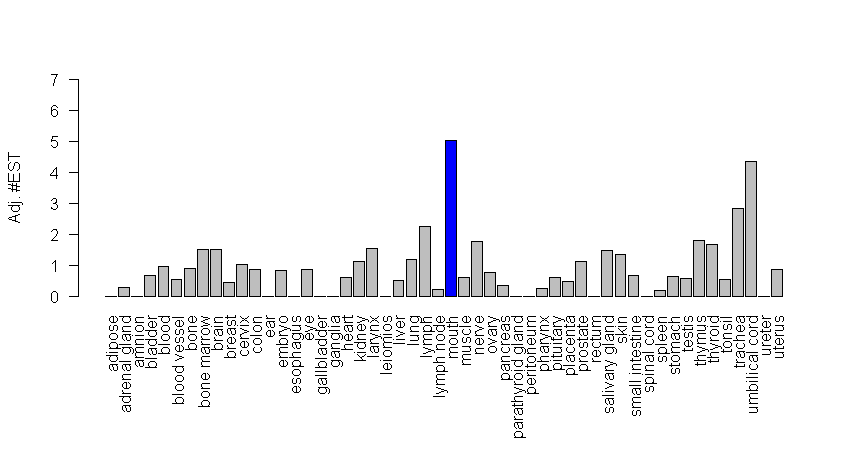 7
6
5
4
3
2
1
0
Adj. #EST
adipose
adrenal gland
amnion
bladder
blood
blood vessel
bone
bone marrow
brain
breast
cervix
colon
ear
embryo
esophagus
eye
gallbladder
ganglia
heart
kidney
larynx
leiomios
liver
lung
lymph
lymph node
mouth
muscle
nerve
ovary
pancreas
parathyroid gland
peritoneum
pharynx
pituitary
placenta
prostate
rectum
salivary gland
skin
small intestine
spinal cord
spleen
stomach
testis
thymus
thyroid
tonsil
trachea
umbilical cord
ureter
uterus